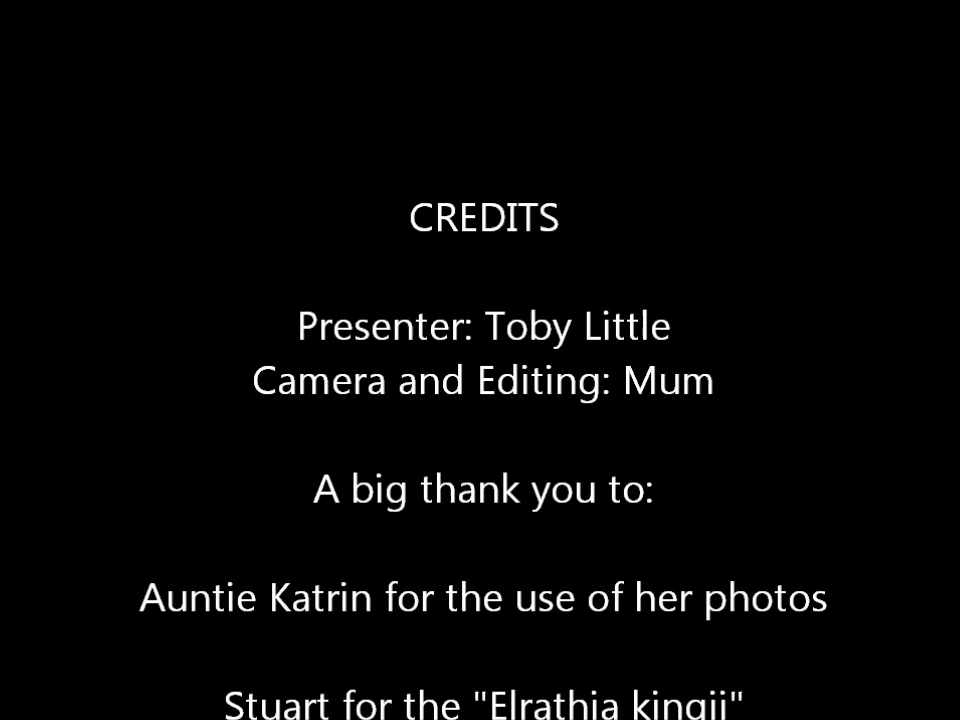 CREDITS
Presenter: Toby Little
Camera and Editing: Mum
A big thank you to:
Auntie Katrin for the use of her photos
Stuart for the "Elrathia kingii"